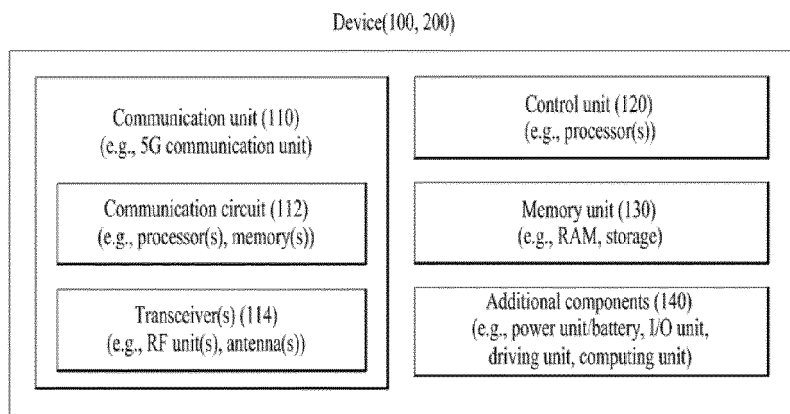 Device(100, 200)
Communication unit (110)
(e.g., 5G communication unit)
Communication circuit (112)
(e.g., processor(s), memory(s))
Transceiver(s) (114)
(e.g., RF unit(s), antenna(s))
Control unit (120)
(e.g., processor(s))
Memory unit (130)
(e.g., RAM, storage)
Additional components (140)
(e.g., power unit/battery, I/O unit,
driving unit, computing unit)